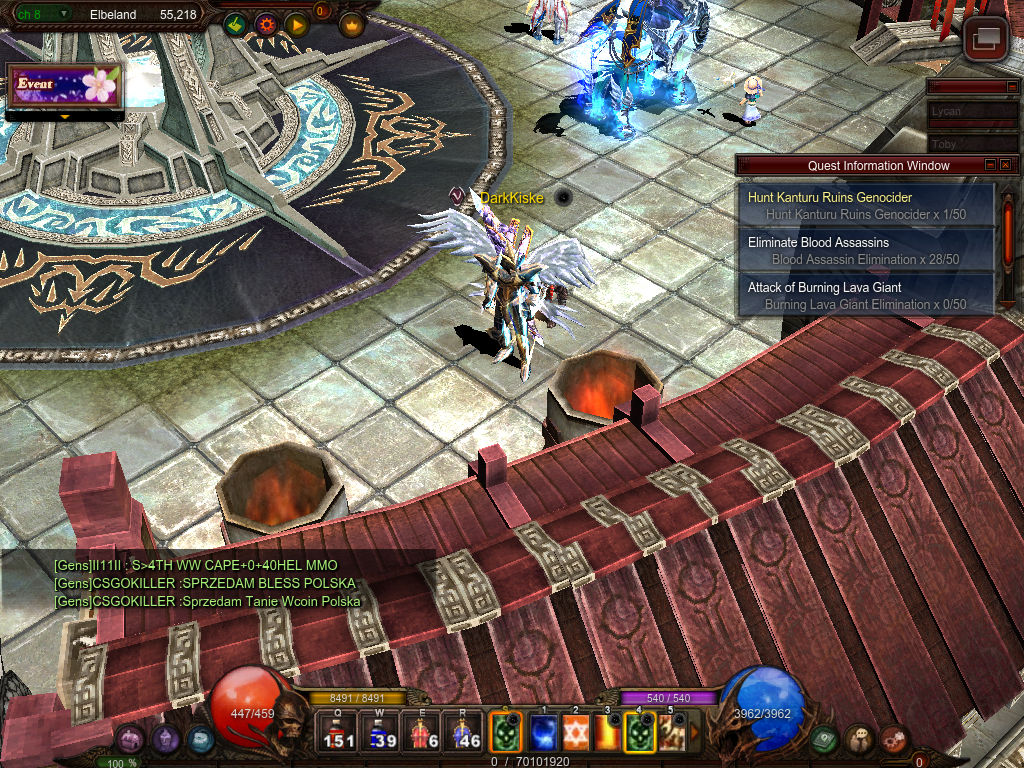 ch 8 Elbeland 55,218 0
Event
Lycan
Toby
Quest Information Window
Hunt Kanturu Ruins Genocider
Hunt Kanturu Ruins Genocider x 1/50
Eliminate Blood Assassins
Blood Assassin Elimination x 28/50
Attack of Burning Lava Giant
Burning Lava Giant Elimination x 0/50
DarkKiske
[Gens]II11II : S>4TH WW CAPE+0+40HEL MMO
[Gens]CSGOKILLER :SPRZEDAM BLESS POLSKA
[Gens]CSGOKILLER :Sprzedam Tanie Wcoin Polska
8491 / 8491 540 / 540
447/459 3962/3962
Q W E R 1 2 3 4 5
151 39 6 46
100 % 0 / 70101920 0